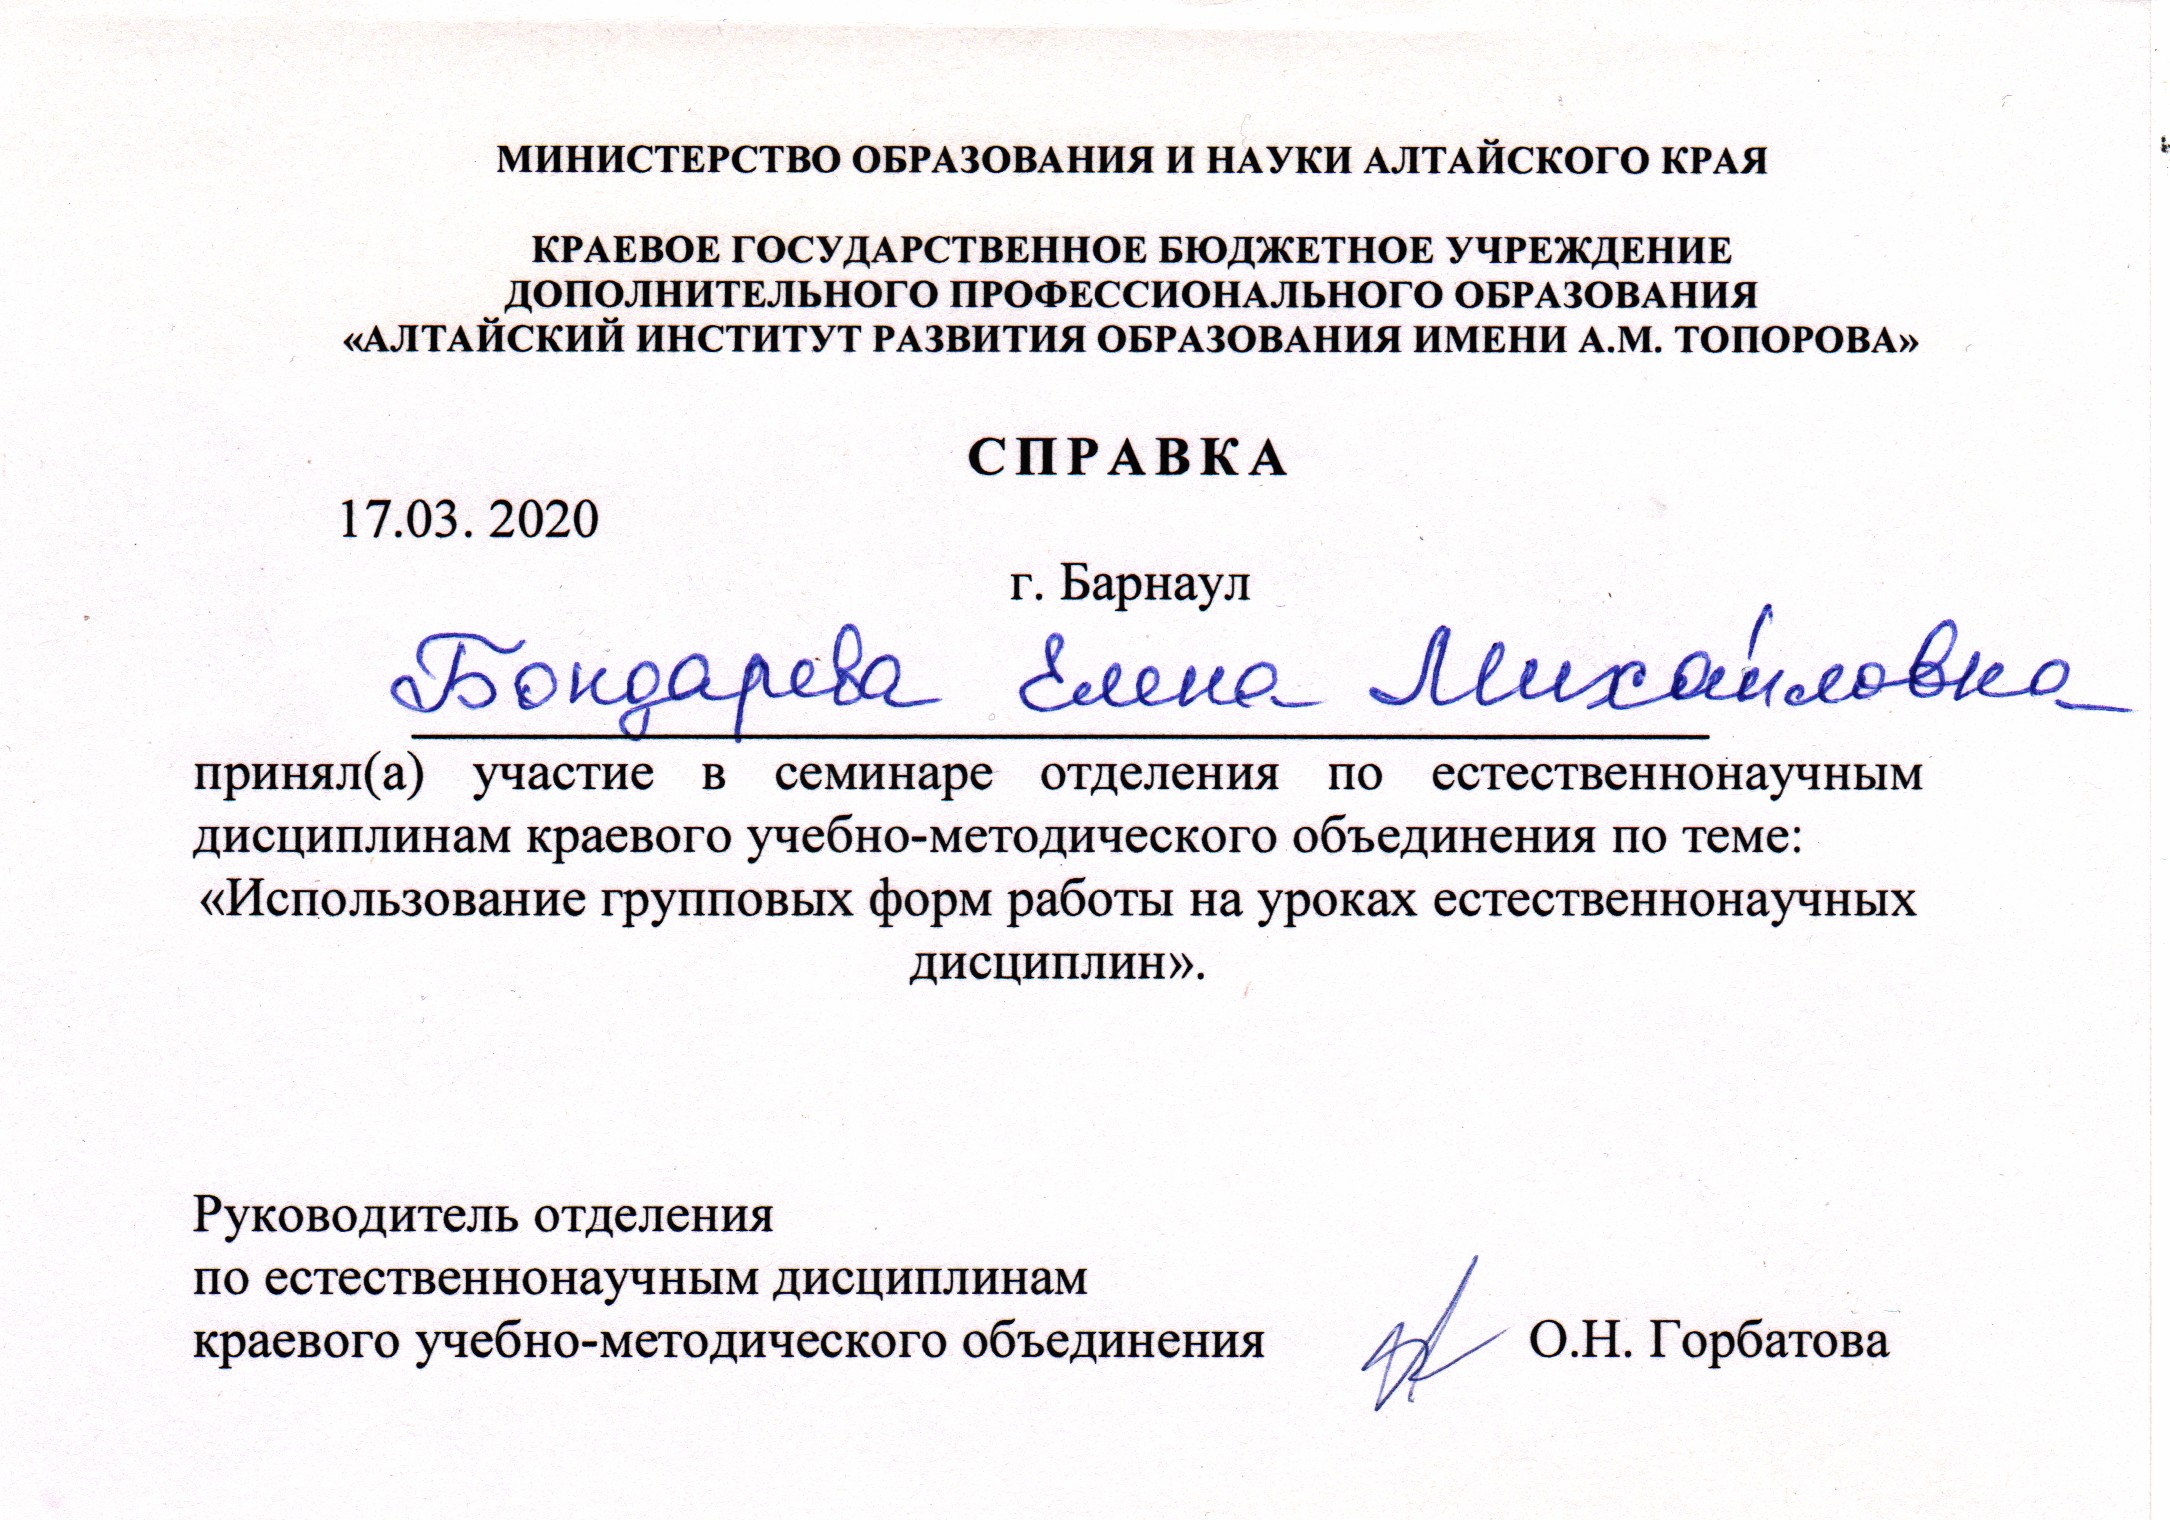 МИНИСТЕРСТВО ОБРАЗОВАНИЯ И НАУКИ АЛТАЙСКОГО КРАЯ
КРАЕВОЕ ГОСУДАРСТВЕННОЕ БЮДЖЕТНОЕ УЧРЕЖДЕНИЕ
ДОПОЛНИТЕЛЬНОГО ПРОФЕССИОНАЛЬНОГО ОБРАЗОВАНИЯ
«АЛТАЙСКИЙ ИНСТИТУТ РАЗВИТИЯ ОБРАЗОВАНИЯ ИМЕНИ А.М. ТОПОРОВА»
СПРАВКА
17.03. 2020
г. Барнаул
Бондарева Елена Михайловна
принял(а) участие в семинаре отделения по естественнонаучным
дисциплинам краевого учебно-методического объединения по теме:
«Использование групповых форм работы на уроках естественнонаучных
дисциплин».
Руководитель отделения
по естественнонаучным дисциплинам
краевого учебно-методического объединения О.Н. Горбатова